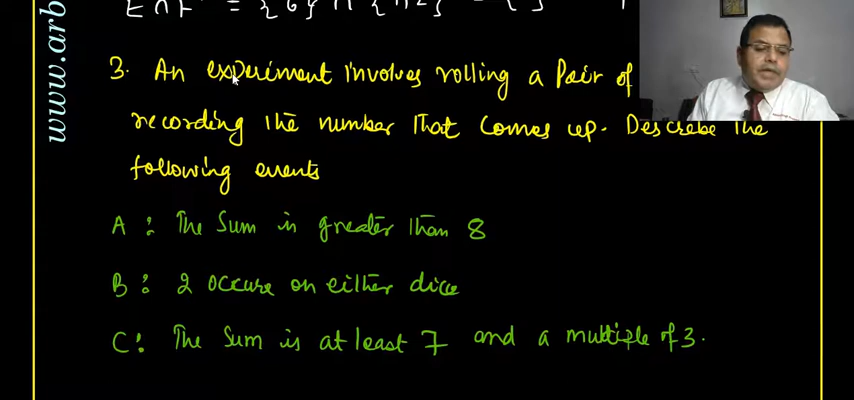 E ∩ F' = {6} ∩ { } = { }
www.arb
3. An experiment involves rolling a Pair of
recording the number that comes up. Describe the
following events
A : The Sum is greater than 8
B : 2 occure on either dice
C : The Sum is at least 7 and a multiple of 3.